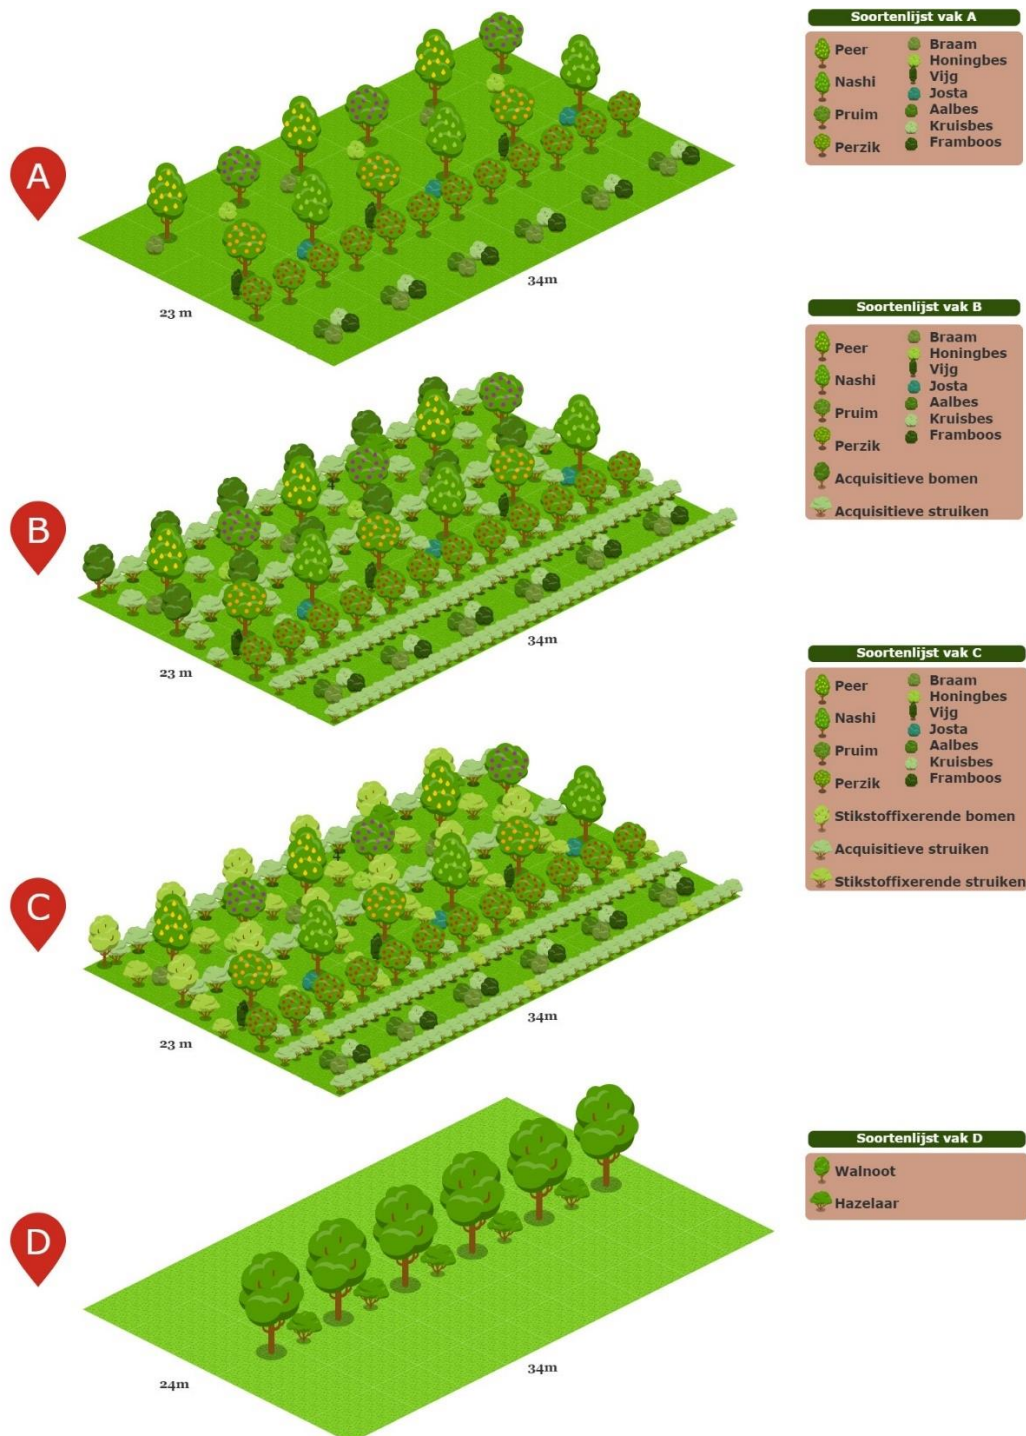 Soortenlijst vak A
Peer
Nashi
Pruim
Perzik
Braam
Honingbes
Vijg
Josta
Aalbes
Kruisbes
Framboos
A
23 m
34m
Soortenlijst vak B
Peer
Nashi
Pruim
Perzik
Acquisitieve bomen
Acquisitieve struiken
Braam
Honingbes
Vijg
Josta
Aalbes
Kruisbes
Framboos
B
23 m
34m
Soortenlijst vak C
Peer
Nashi
Pruim
Perzik
Stikstoffixerende bomen
Acquisitieve struiken
Stikstoffixerende struiken
Braam
Honingbes
Vijg
Josta
Aalbes
Kruisbes
Framboos
C
23 m
34m
Soortenlijst vak D
Walnoot
Hazelaar
D
24m
34m